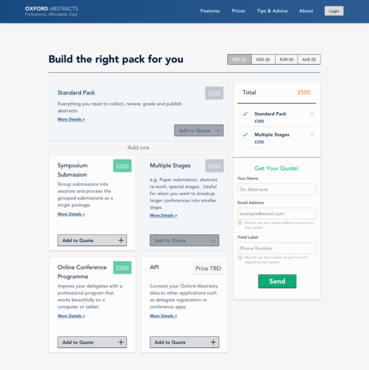 OXFORD ABSTRACTS
Professional. Affordable. Easy.
Features Prices Tips & Advice About Login
Build the right pack for you
GBP (£) USD ($) EUR (€) AUS ($)
Standard Pack £300
Everything you need to collect, review, grade and publish
abstracts.
More Details >
Add to Quote +
Add-ons
Symposium
Submission
£250
Group submissions into
sessions and process the
grouped submissions as a
single package.
More Details >
Add to Quote +
Multiple Stages £250
e.g. Paper submission, abstract
re-work, special stages. Useful
for when you want to breakup
larger conferences into smaller
steps.
More Details >
Add to Quote +
Online Conference
Programme
£250
Impress your delegates with a
professional program that
works beautifully on a
computer or tablet.
More Details >
Add to Quote +
API Price TBD
Connect your Oxford Abstracts
data to other applications such
as delegate registration or
conference apps.
More Details >
Add to Quote +
Total £550
Standard Pack
£300
Multiple Stages
£250
Get Your Quote!
Your Name
Ox Abstracts
Email Address
example@email.com
We will use your email address to send you
your quote.
Field Label
Phone Number
We will use this contact to get in touch
regarding your quote.
Send